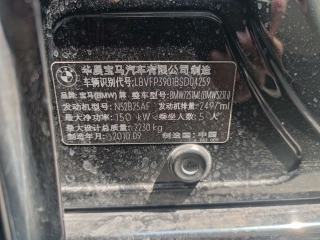 华晨宝马汽车有限公司 制造
车辆识别代号: LBVFP3901BSD04259
品牌: 宝马(BMW)牌 整车型号: BMW7251ML(BMW523Li)
发动机型号: N52B25AF 发动机排量: 2497ml
最大净功率: 150 kW 乘坐人数: 5 人
最大设计总质量: 2230 kg
制造年月: 2010.09 制造国: 中国